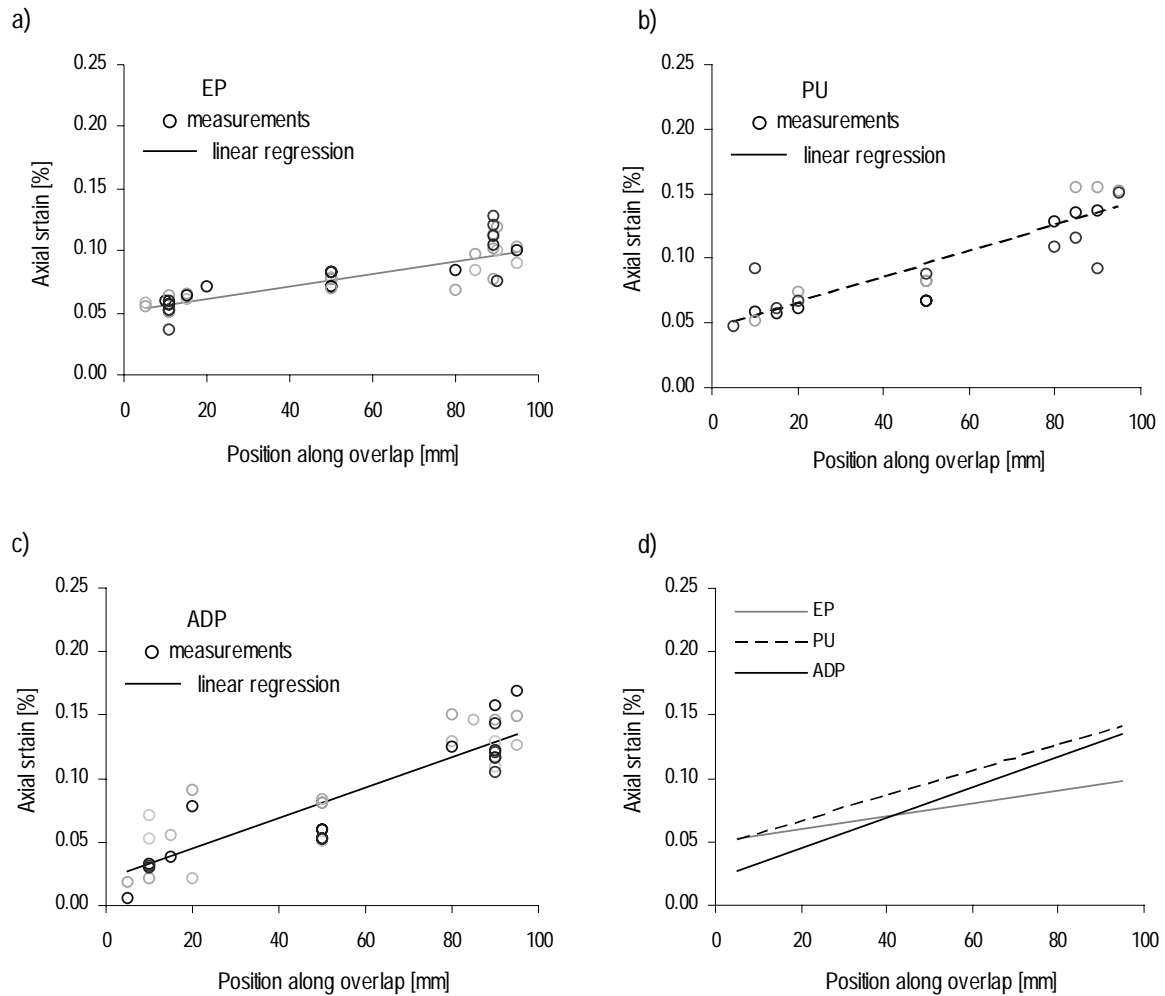 a)
0.25
0.20
0.15
0.10
0.05
0.00
Axial srtain [%]
EP
measurements
linear regression
0 20 40 60 80 100
Position along overlap [mm]
b)
0.25
0.20
0.15
0.10
0.05
0.00
Axial srtain [%]
PU
measurements
linear regression
0 20 40 60 80 100
Position along overlap [mm]
c)
0.25
0.20
0.15
0.10
0.05
0.00
Axial srtain [%]
ADP
measurements
linear regression
0 20 40 60 80 100
Position along overlap [mm]
d)
0.25
0.20
0.15
0.10
0.05
0.00
Axial srtain [%]
EP
PU
ADP
0 20 40 60 80 100
Position along overlap [mm]